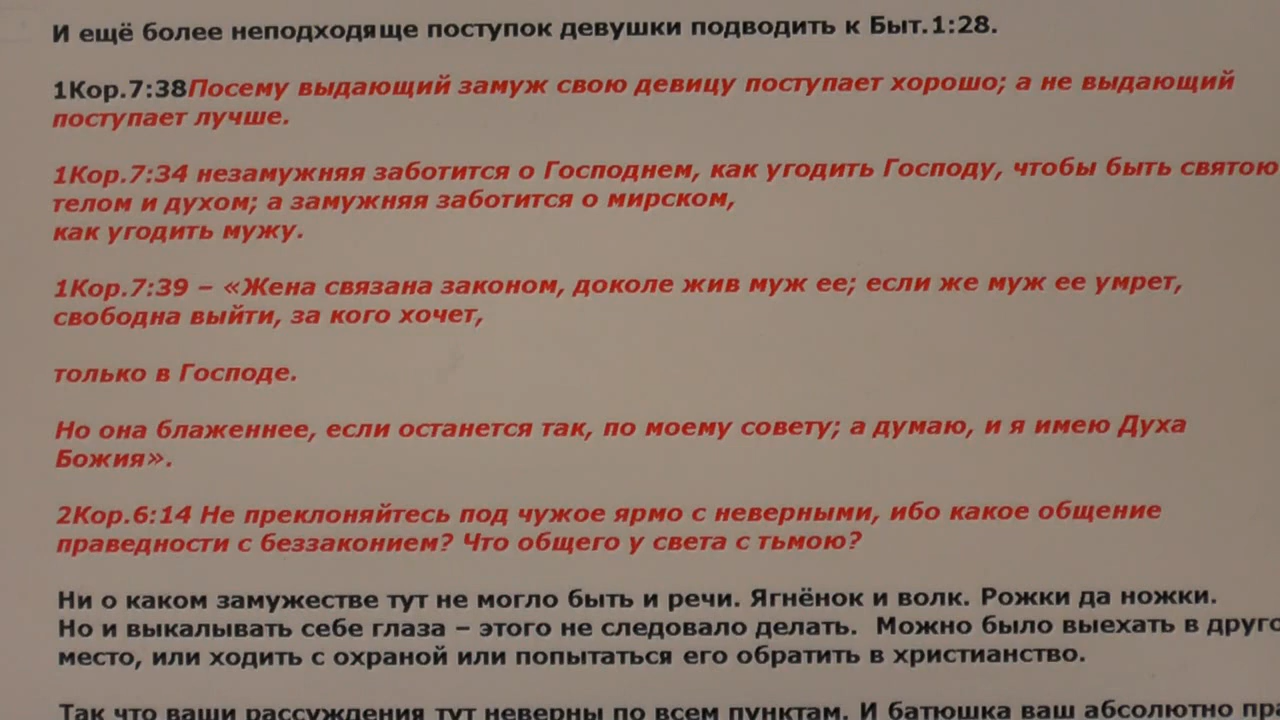 И ещё более неподходяще поступок девушки подводить к Быт.1:28.
1Кор.7:38Посему выдающий замуж свою девицу поступает хорошо; а не выдающий
поступает лучше.
1Кор.7:34 незамужняя заботится о Господнем, как угодить Господу, чтобы быть святою
телом и духом; а замужняя заботится о мирском,
как угодить мужу.
1Кор.7:39 – «Жена связана законом, доколе жив муж ее; если же муж ее умрет,
свободна выйти, за кого хочет,
только в Господе.
Но она блаженнее, если останется так, по моему совету; а думаю, и я имею Духа
Божия».
2Кор.6:14 Не преклоняйтесь под чужое ярмо с неверными, ибо какое общение
праведности с беззаконием? Что общего у света с тьмою?
Ни о каком замужестве тут не могло быть и речи. Ягнёнок и волк. Рожки да ножки.
Но и выкалывать себе глаза – этого не следовало делать. Можно было выехать в друго
место, или ходить с охраной или попытаться его обратить в христианство.
Так что ваши рассуждения тут неверны по всем пунктам. И батюшка ваш абсолютно пра